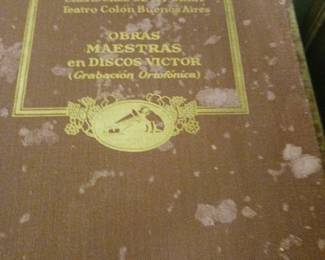 Teatro Colón Buenos Aires
OBRAS
MAESTRAS
en DISCOS VICTOR
(Grabación Ortofónica)